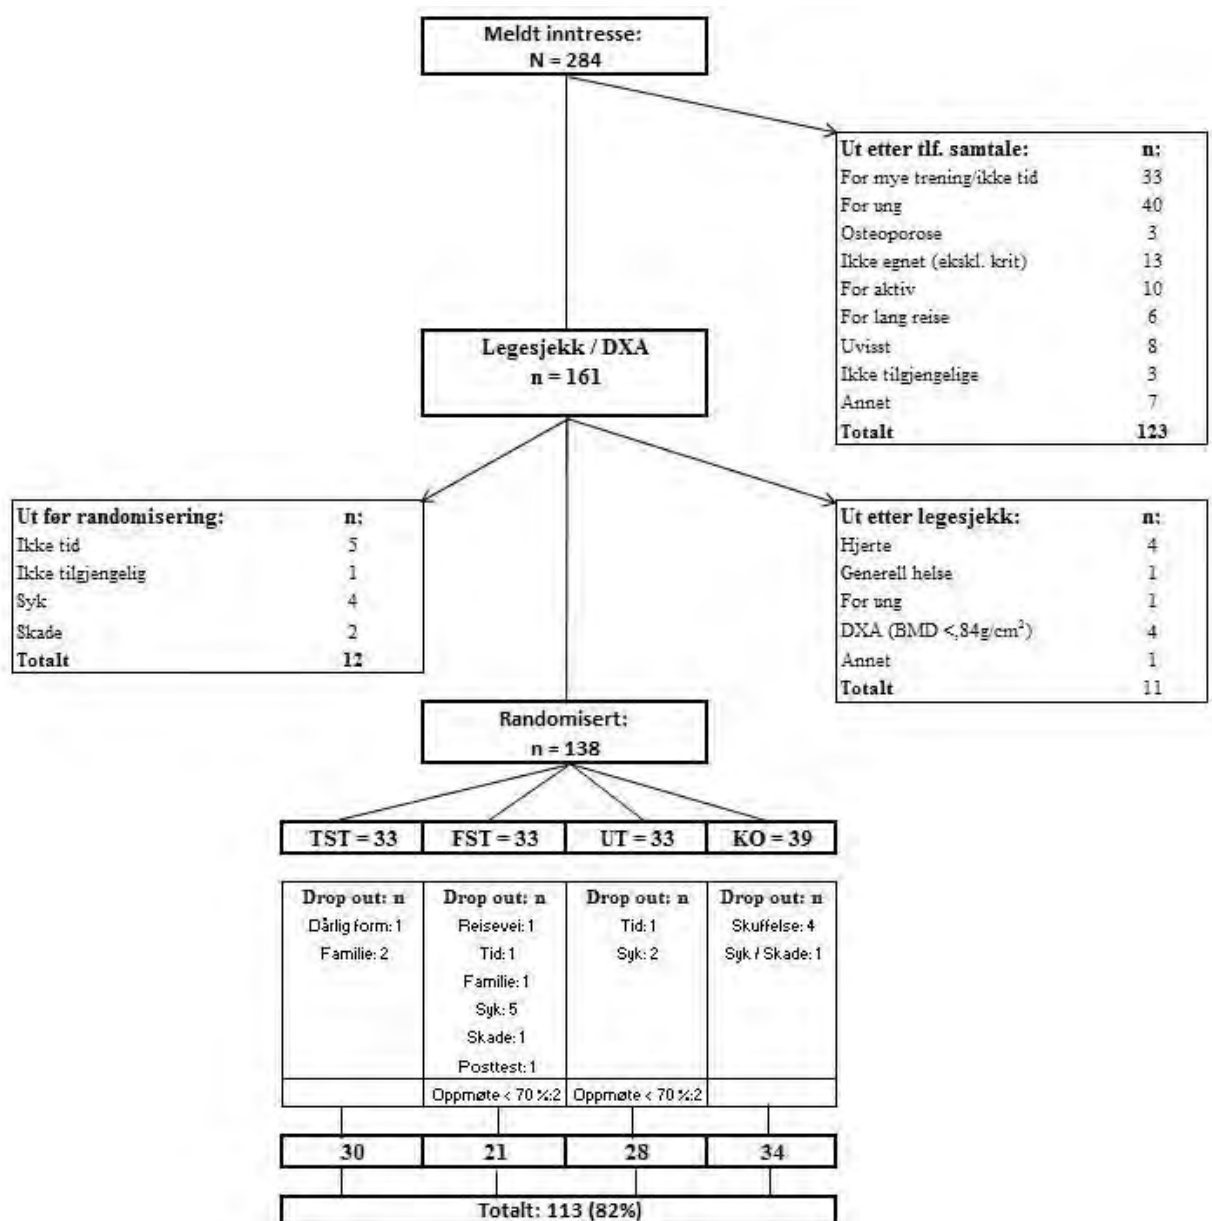 Meldt inntresse:
N = 284
Ut etter tlf. samtale: n:
For mye trening/ikke tid 33
For ung 40
Osteoporose 3
Ikke egnet (ekskl. krit) 13
For aktiv 10
For lang reise 6
Uvisst 8
Ikke tilgjengelige 3
Annet 7
Totalt 123
Legesjekk / DXA
n = 161
Ut før randomisering: n:
Ikke tid 5
Ikke tilgjengelig 1
Syk 4
Skade 2
Totalt 12
Ut etter legesjekk: n:
Hjerte 4
Generell helse 1
For ung 1
DXA (BMD <,84g/cm²) 4
Annet 1
Totalt 11
Randomisert:
n = 138
TST = 33 FST = 33 UT = 33 KO = 39
Drop out: n Drop out: n Drop out: n Drop out: n
Dårlig form: 1 Reisevei: 1 Tid: 1 Skuffelse: 4
Familie: 2 Tid: 1 Syk: 2 Syk / Skade: 1
Familie: 1
Syk: 5
Skade: 1
Posttest: 1
Oppmøte < 70 %:2 Oppmøte < 70 %:2
30 21 28 34
Totalt: 113 (82%)